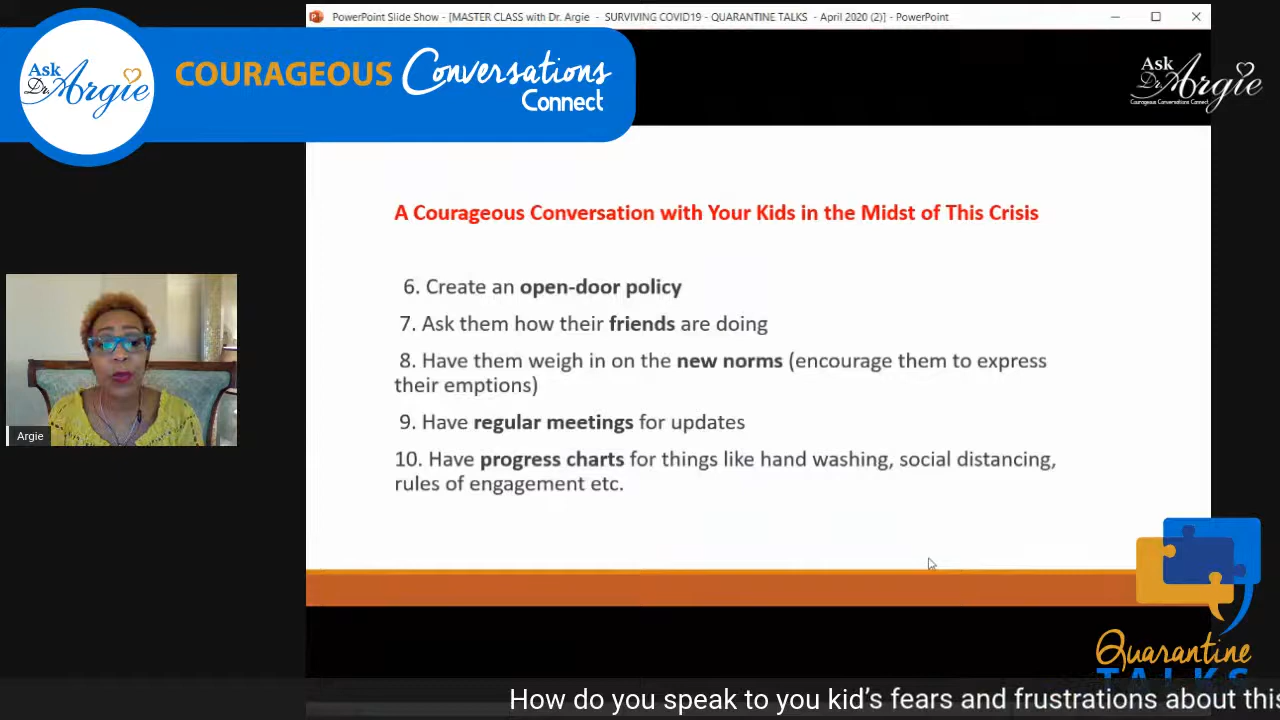 PowerPoint Slide Show - [MASTER CLASS with Dr. Argie - SURVIVING COVID19 - QUARANTINE TALKS - April 2020 (2)] - PowerPoint
Ask
Dr. Argie
COURAGEOUS Conversations
Connect
Ask
Dr. Argie
Courageous Conversations Connect
A Courageous Conversation with Your Kids in the Midst of This Crisis
6. Create an open-door policy
7. Ask them how their friends are doing
8. Have them weigh in on the new norms (encourage them to express
their emptions)
9. Have regular meetings for updates
10. Have progress charts for things like hand washing, social distancing,
rules of engagement etc.
Argie
Quarantine
TALKS
How do you speak to you kid's fears and frustrations about this